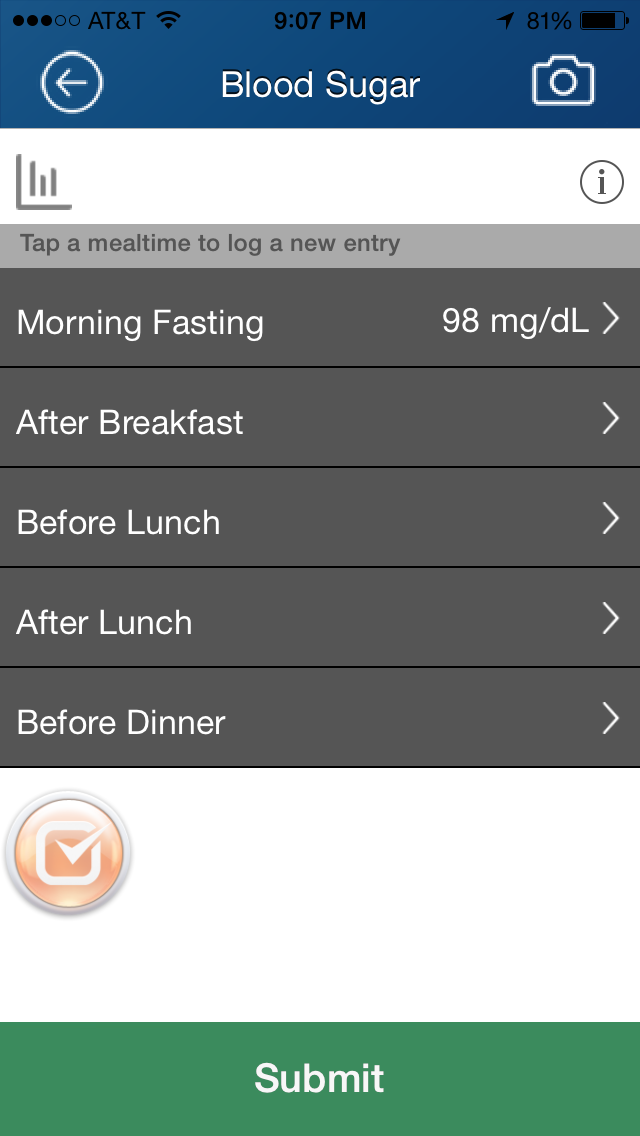 AT&T 9:07 PM 81%
Blood Sugar
i
Tap a mealtime to log a new entry
Morning Fasting 98 mg/dL
After Breakfast
Before Lunch
After Lunch
Before Dinner
Submit